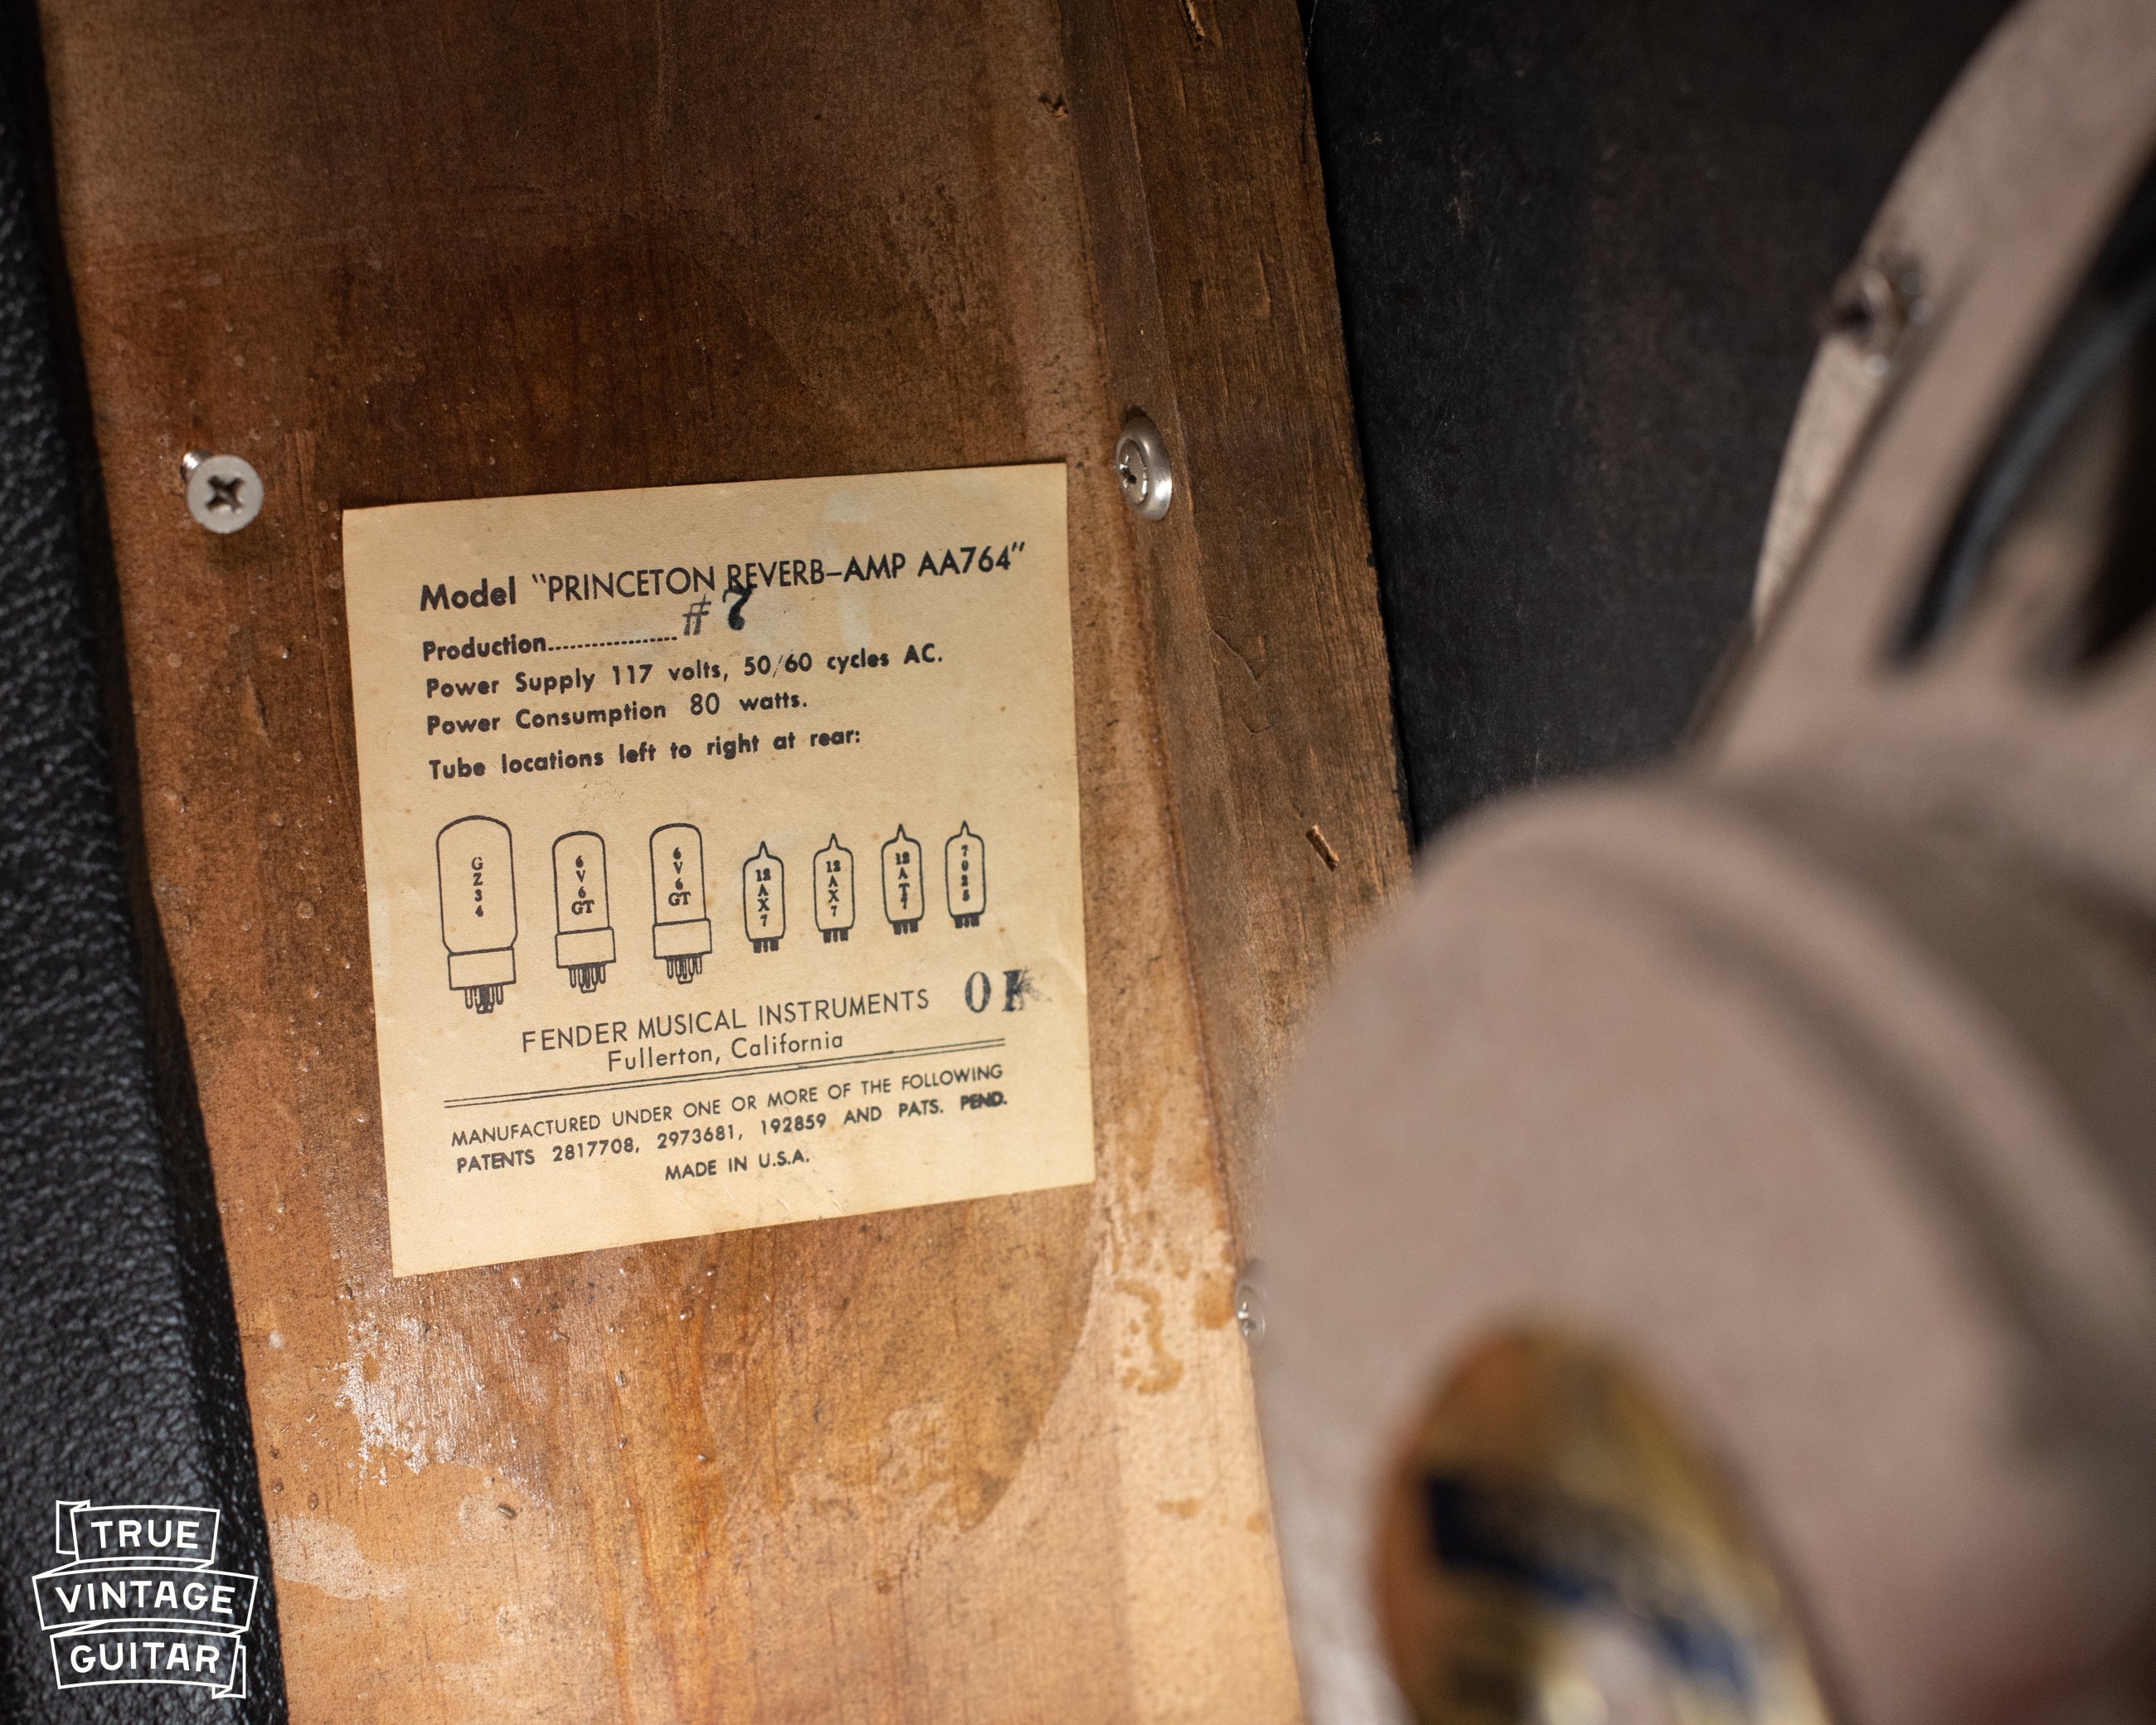 Model "PRINCETON REVERB-AMP AA764"
Production.................. # 7
Power Supply 117 volts, 50/60 cycles AC.
Power Consumption 80 watts.
Tube locations left to right at rear:
GZ34 6V6GT 6V6GT 12AX7 12AX7 12AT7 7025
FENDER MUSICAL INSTRUMENTS OK
Fullerton, California
MANUFACTURED UNDER ONE OR MORE OF THE FOLLOWING
PATENTS 2817708, 2973681, 192859 AND PATS. PEND.
MADE IN U.S.A.
TRUE
VINTAGE
GUITAR